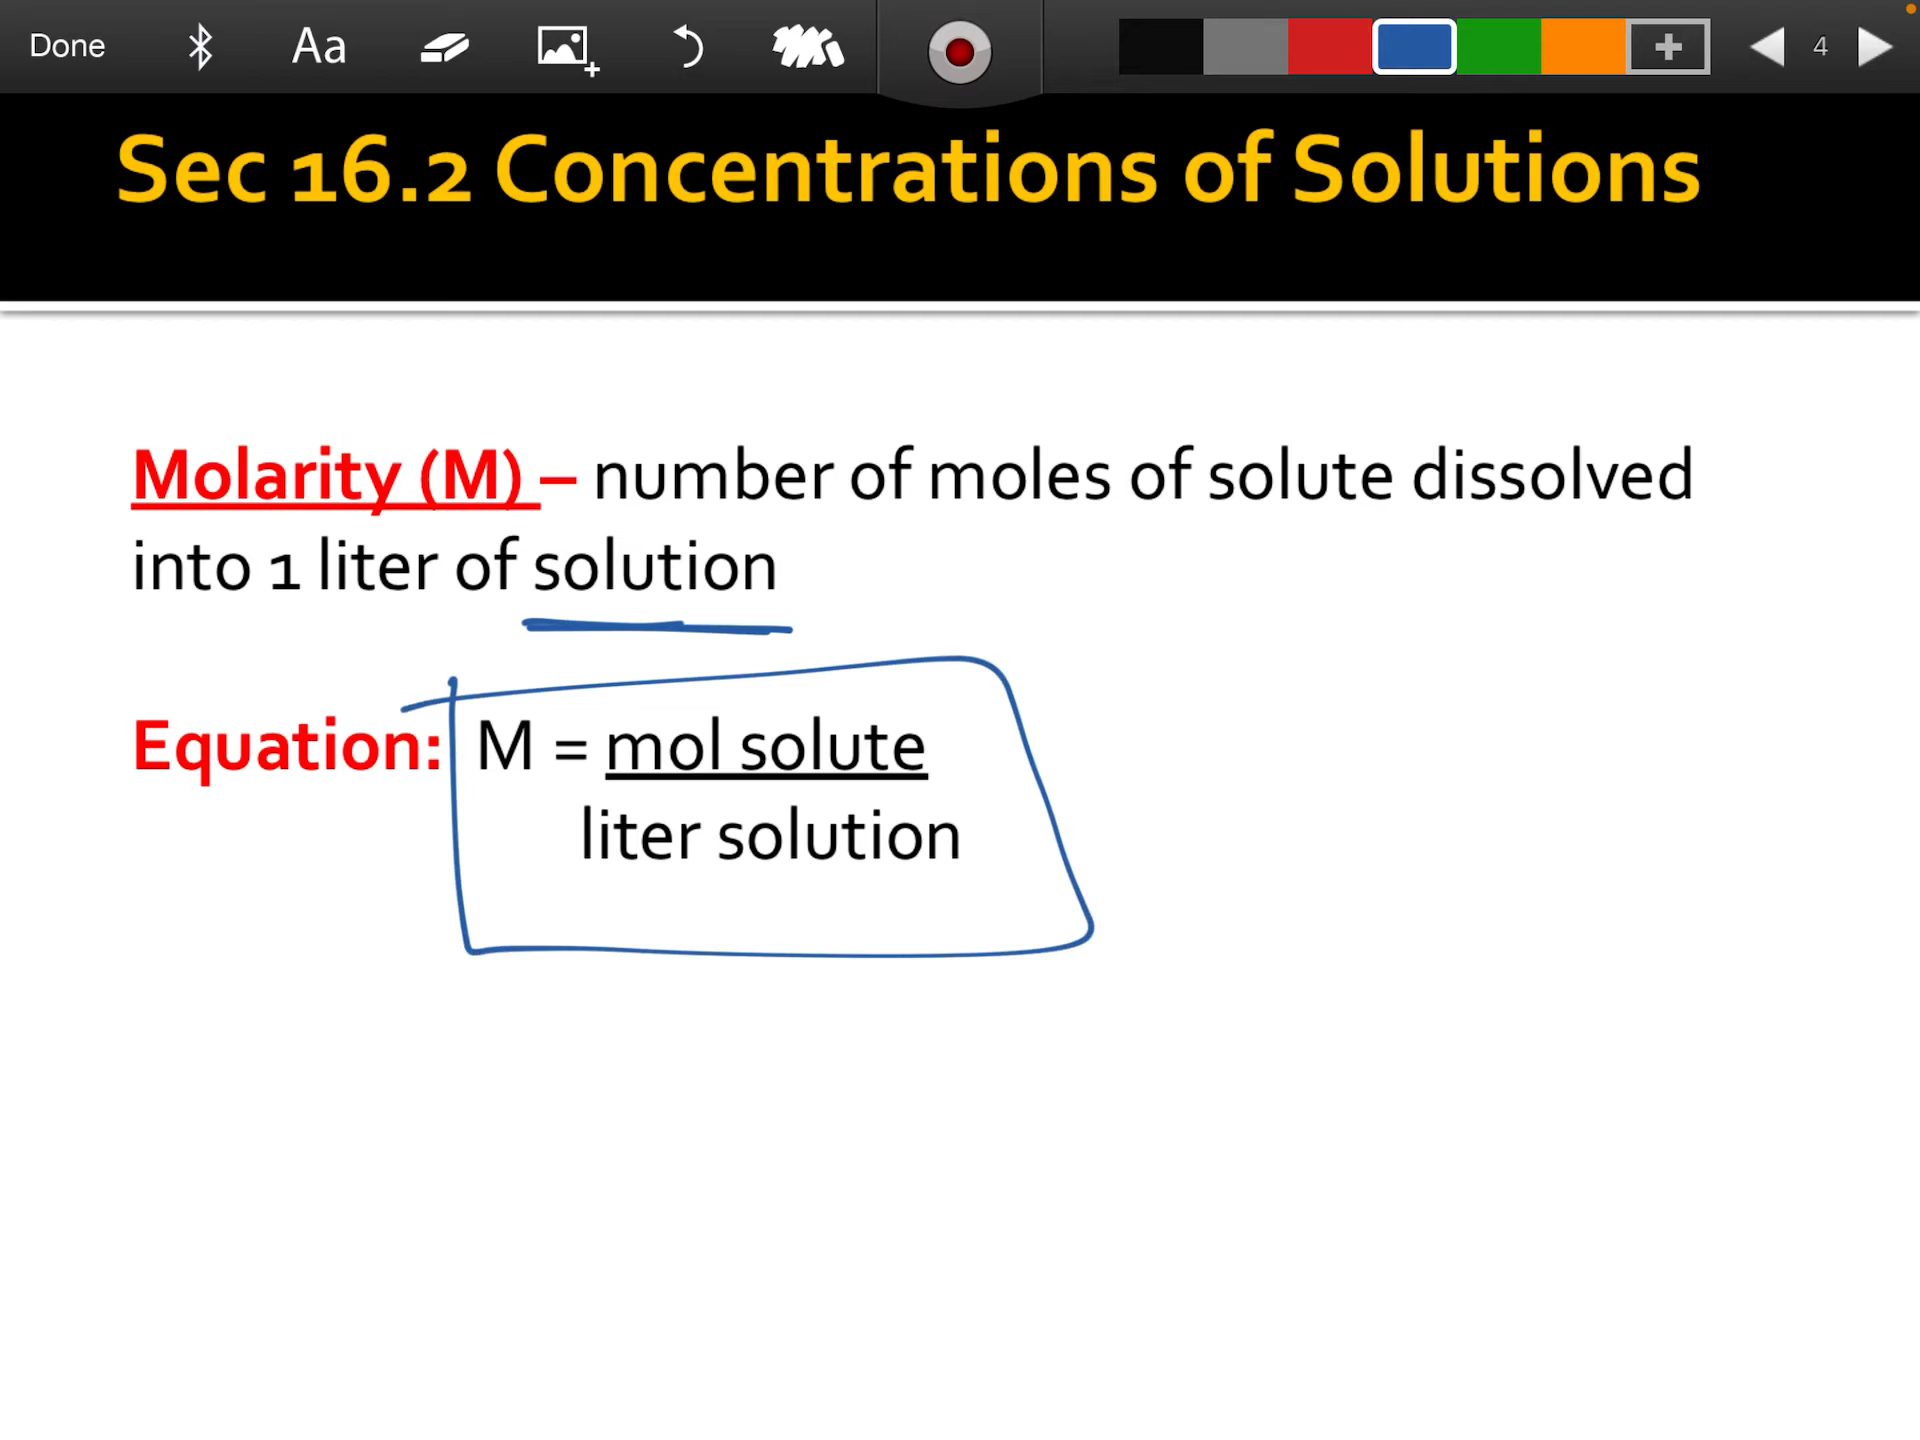 Done Aa 4
Sec 16.2 Concentrations of Solutions
Molarity (M) – number of moles of solute dissolved
into 1 liter of solution
Equation: M = mol solute
liter solution